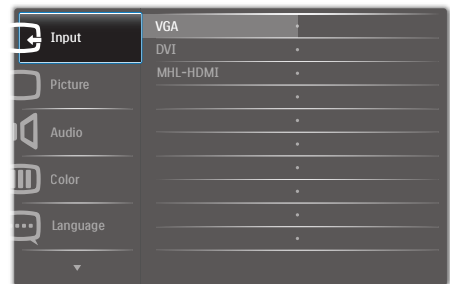 Input
Picture
Audio
Color
Language
VGA
DVI
MHL-HDMI